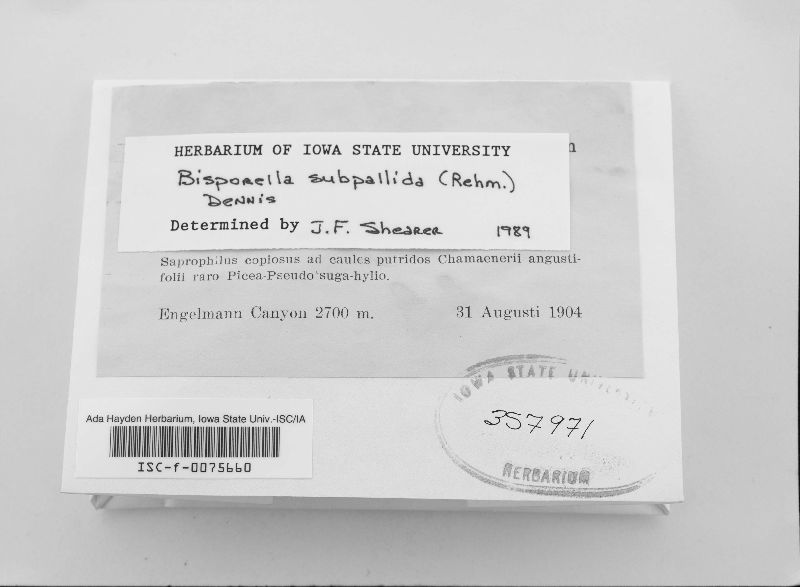 HERBARIUM OF IOWA STATE UNIVERSITY
Bisporella subpallida (Rehm.)
Dennis
Determined by J.F. Shearer 1989
Saprophilus copiosus ad caules putridos Chamaenerii angusti-
folii raro Picea-Pseudo'suga-hylio.
Engelmann Canyon 2700 m. 31 Augusti 1904
IOWA STATE UNIVERSITY
357971
HERBARIUM
Ada Hayden Herbarium, Iowa State Univ.-ISC/IA
ISC-f-0075660